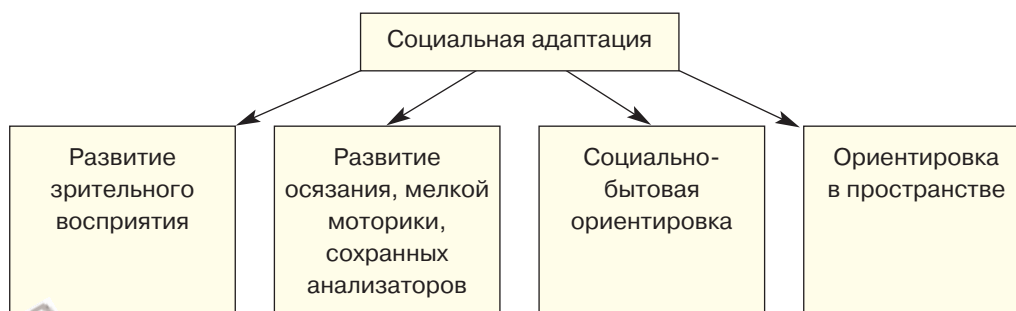 Социальная адаптация
Развитие
зрительного
восприятия
Развитие
осязания, мелкой
моторики,
сохранных
анализаторов
Социально-
бытовая
ориентировка
Ориентировка
в пространстве